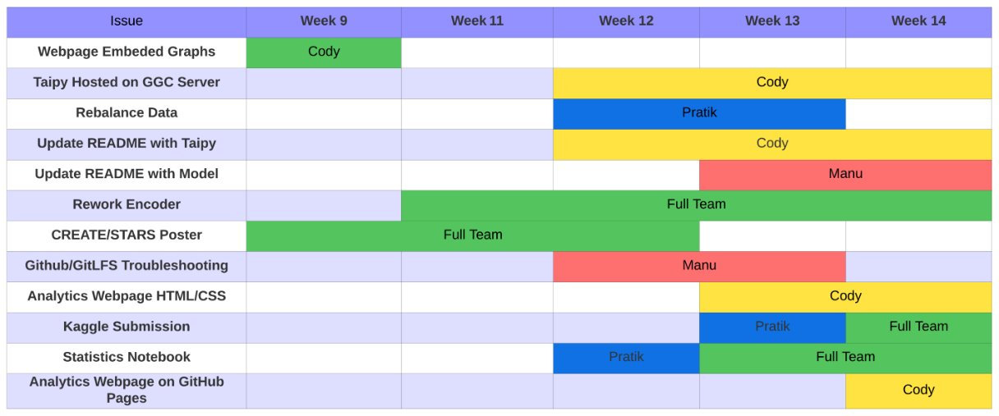 Issue Week 9 Week 11 Week 12 Week 13 Week 14
Webpage Embeded Graphs Cody
Taipy Hosted on GGC Server Cody
Rebalance Data Pratik
Update README with Taipy Cody
Update README with Model Manu
Rework Encoder Full Team
CREATE/STARS Poster Full Team
Github/GitLFS Troubleshooting Manu
Analytics Webpage HTML/CSS Cody
Kaggle Submission Pratik Full Team
Statistics Notebook Pratik Full Team
Analytics Webpage on GitHub
Pages Cody